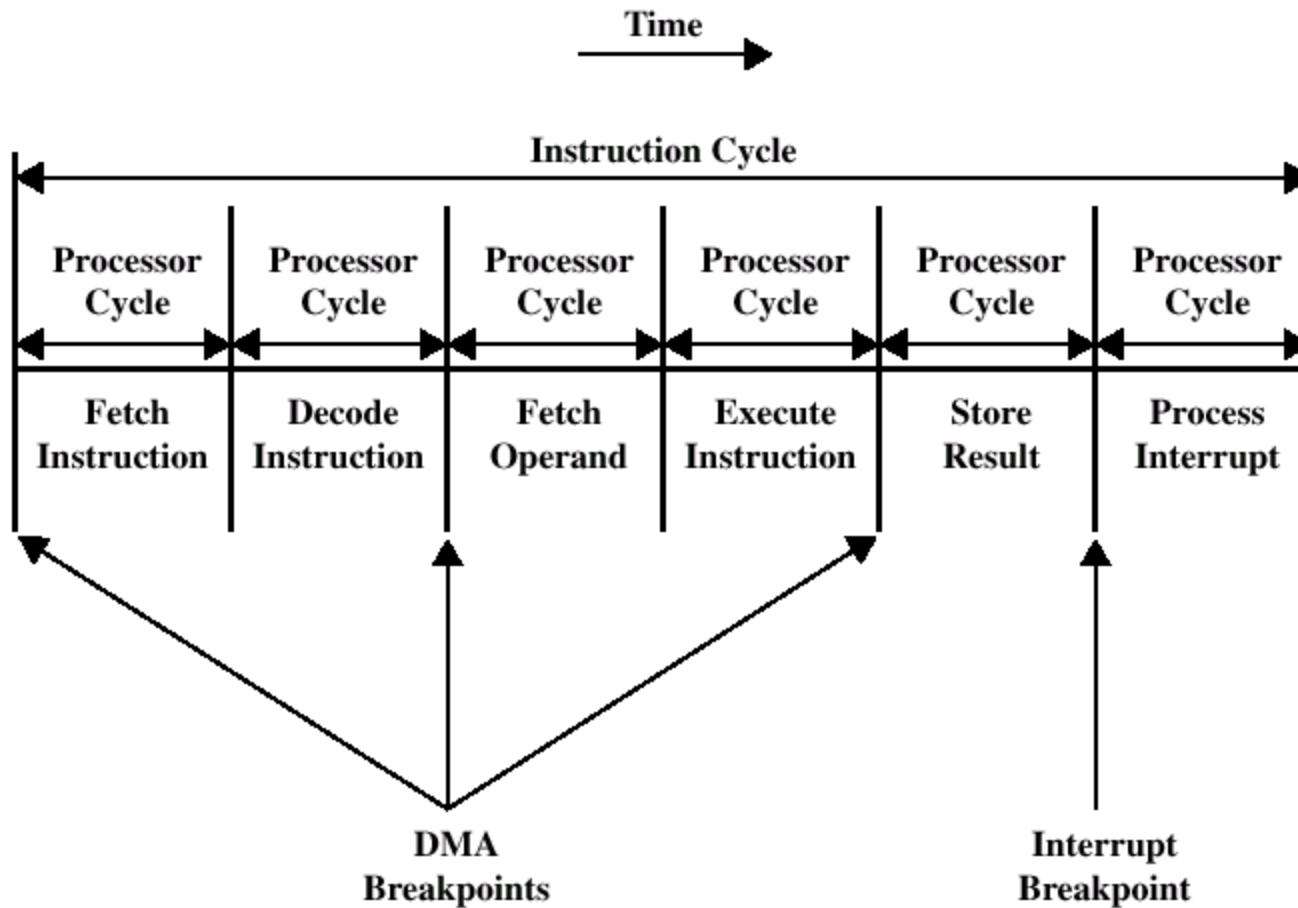 Time
Instruction Cycle
Processor
Cycle
Processor
Cycle
Processor
Cycle
Processor
Cycle
Processor
Cycle
Processor
Cycle
Fetch
Instruction
Decode
Instruction
Fetch
Operand
Execute
Instruction
Store
Result
Process
Interrupt
DMA
Breakpoints
Interrupt
Breakpoint